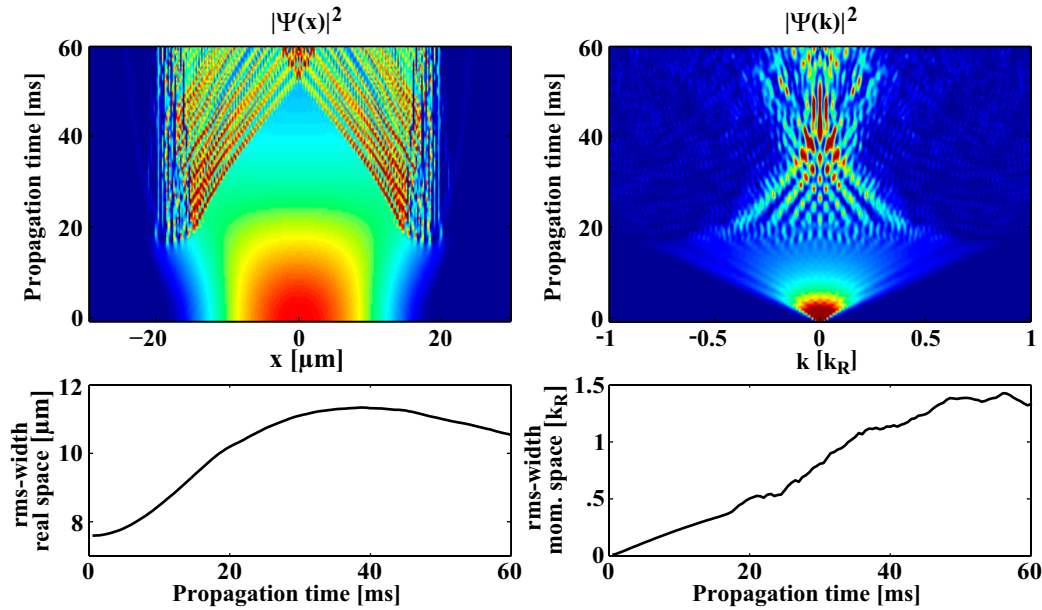 |Ψ(x)|²
Propagation time [ms]
60
40
20
0
−20
0
20
x [μm]
|Ψ(k)|²
Propagation time [ms]
60
40
20
0
-1
-0.5
0
0.5
1
k [k_R]
rms-width
real space [μm]
12
10
8
0
20
40
60
Propagation time [ms]
rms-width
mom. space [k_R]
1.5
1
.5
0
0
20
40
60
Propagation time [ms]